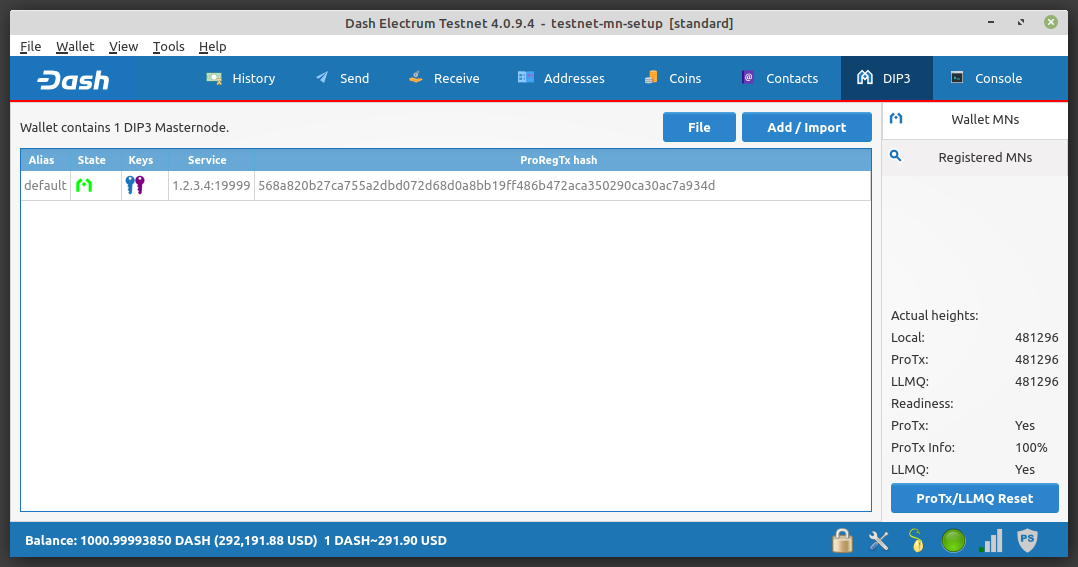 Dash Electrum Testnet 4.0.9.4 - testnet-mn-setup [standard]
File Wallet View Tools Help
Dash History Send Receive Addresses Coins Contacts DIP3 Console
Wallet contains 1 DIP3 Masternode. File Add / Import
Alias State Keys Service ProRegTx hash
default 1.2.3.4:19999 568a820b27ca755a2dbd072d68d0a8bb19ff486b472aca350290ca30ac7a934d
Wallet MNs
Registered MNs
Actual heights:
Local: 481296
ProTx: 481296
LLMQ: 481296
Readiness:
ProTx: Yes
ProTx Info: 100%
LLMQ: Yes
ProTx/LLMQ Reset
Balance: 1000.99993850 DASH (292,191.88 USD) 1 DASH~291.90 USD PS